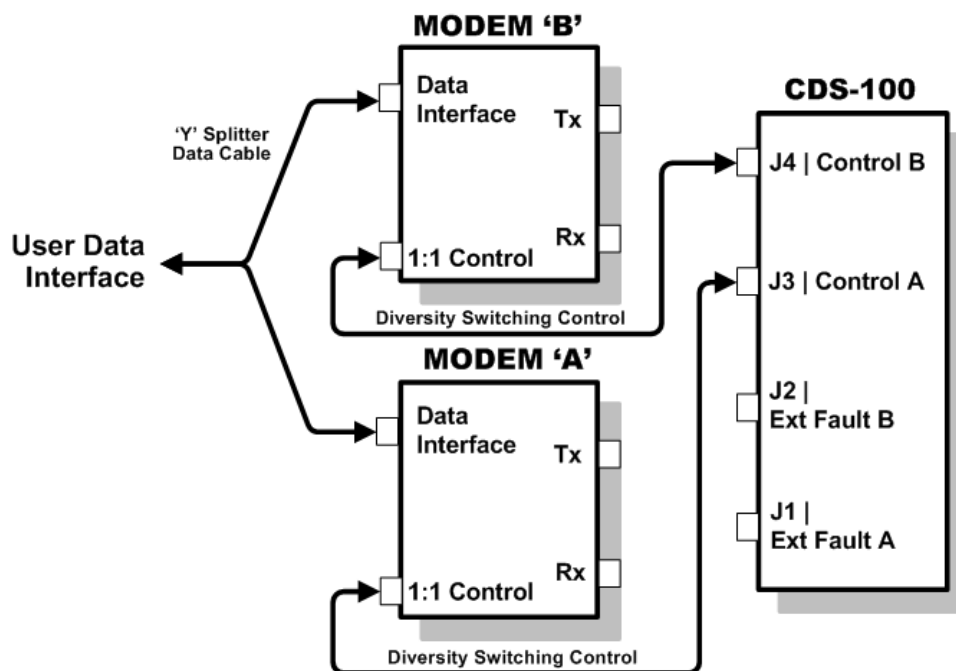 MODEM ‘B’
Data
Interface
Tx
Rx
1:1 Control
‘Y’ Splitter
Data Cable
User Data
Interface
Diversity Switching Control
MODEM ‘A’
Data
Interface
Tx
Rx
1:1 Control
Diversity Switching Control
CDS-100
J4 | Control B
J3 | Control A
J2 |
Ext Fault B
J1 |
Ext Fault A